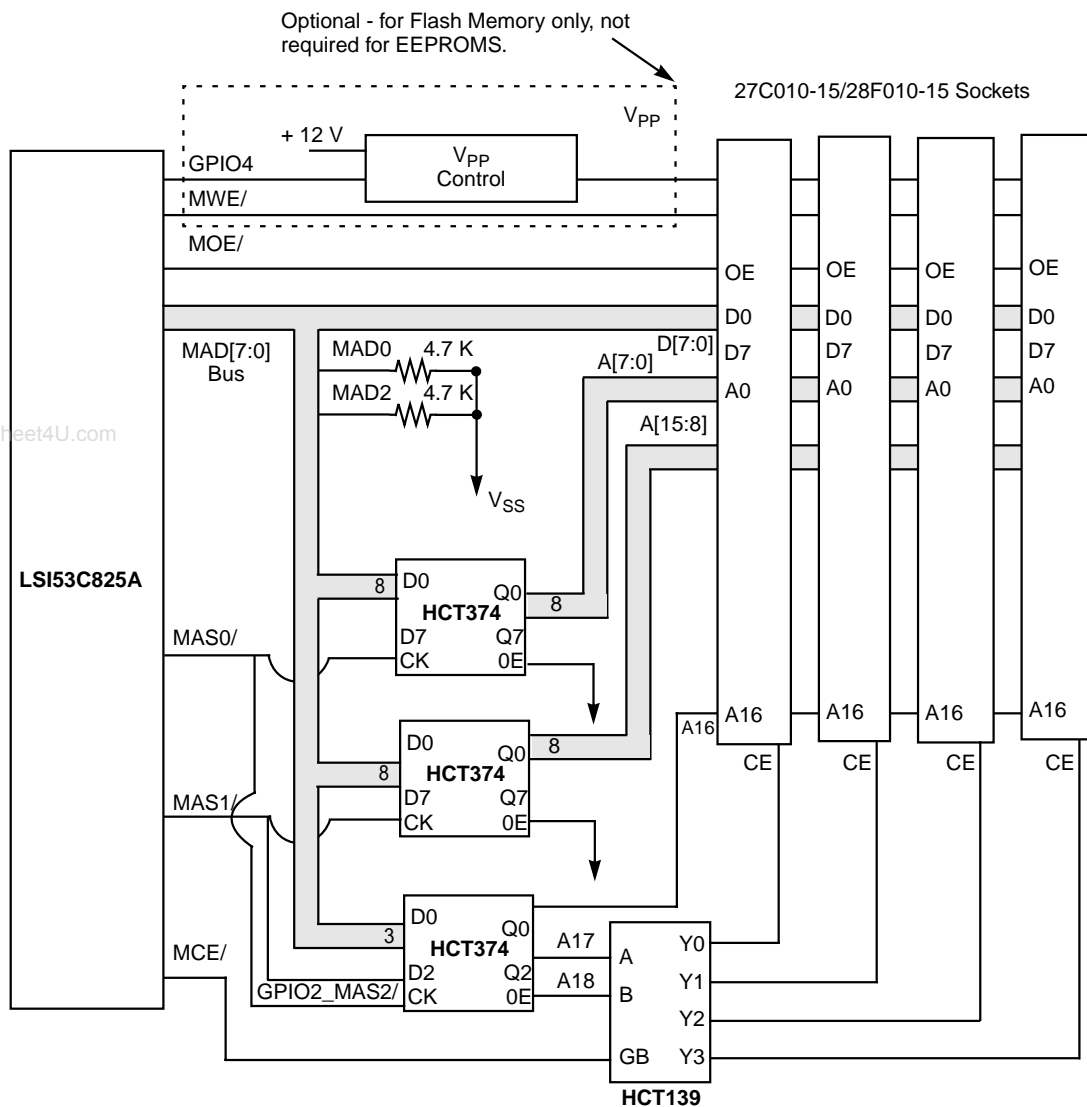 Optional - for Flash Memory only, not
required for EEPROMS.
27C010-15/28F010-15 Sockets
VPP
+ 12 V
VPP
Control
GPIO4
MWE/
MOE/
OE
OE
OE
OE
D0
D0
D0
D0
D7
D7
D7
D7
A0
A0
A0
A0
MAD[7:0]
Bus
MAD0
4.7 K
MAD2
4.7 K
D[7:0]
A[7:0]
A[15:8]
heet4U.com
VSS
LSI53C825A
8
D0
Q0
HCT374
8
D7
Q7
CK
0E
MAS0/
A16
A16
A16
A16
A16
D0
Q0
8
HCT374
8
D7
Q7
CK
0E
CE
CE
CE
CE
MAS1/
D0
Q0
3
HCT374
D2
Q2
GPIO2_MAS2/
CK
0E
MCE/
A17
A18
A
B
GB
Y0
Y1
Y2
Y3
HCT139